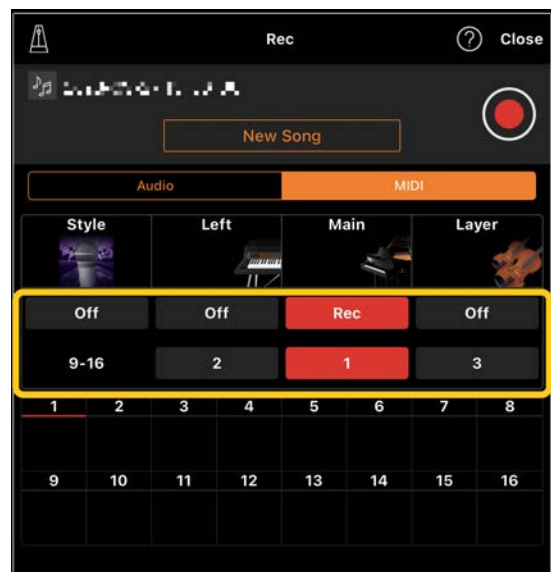 Rec ? Close
New Song
Audio MIDI
Style Left Main Layer
Off Off Rec Off
9-16 2 1 3
1 2 3 4 5 6 7 8
9 10 11 12 13 14 15 16